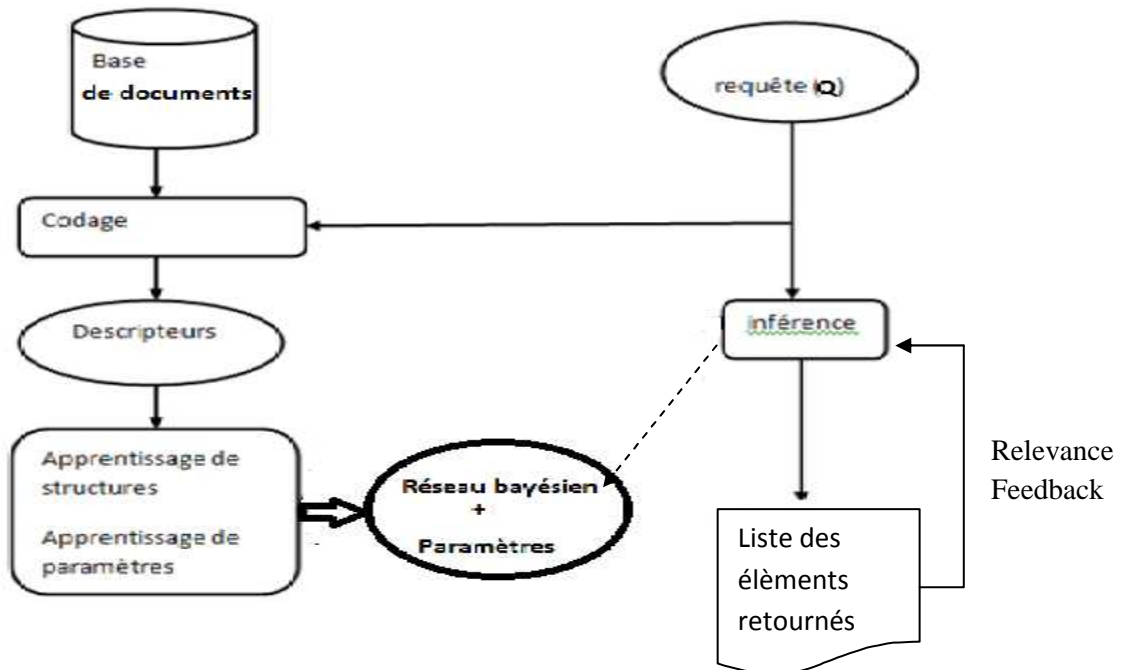 Base
de documents
requête (Q)
Codage
Descripteurs
inférence
Apprentissage de
structures
Apprentissage de
paramètres
Réseau bayésien
+
Paramètres
Relevance
Feedback
Liste des
élèments
retournés